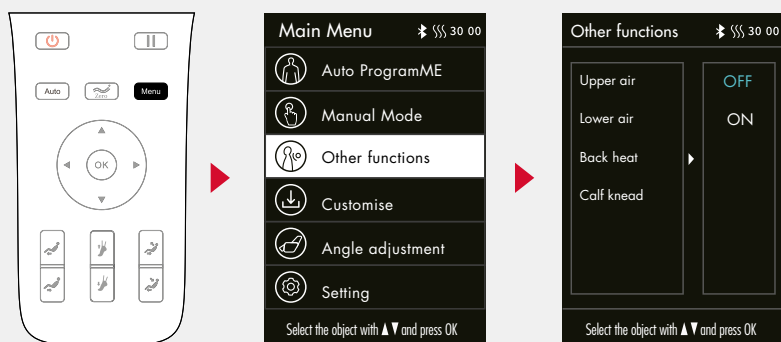 Auto
Zero
Menu
OK
Main Menu 30 00
Auto ProgramME
Manual Mode
Other functions
Customise
Angle adjustment
Setting
Select the object with ▲▼ and press OK
Other functions 30 00
Upper air OFF
Lower air ON
Back heat
Calf knead
Select the object with ▲▼ and press OK